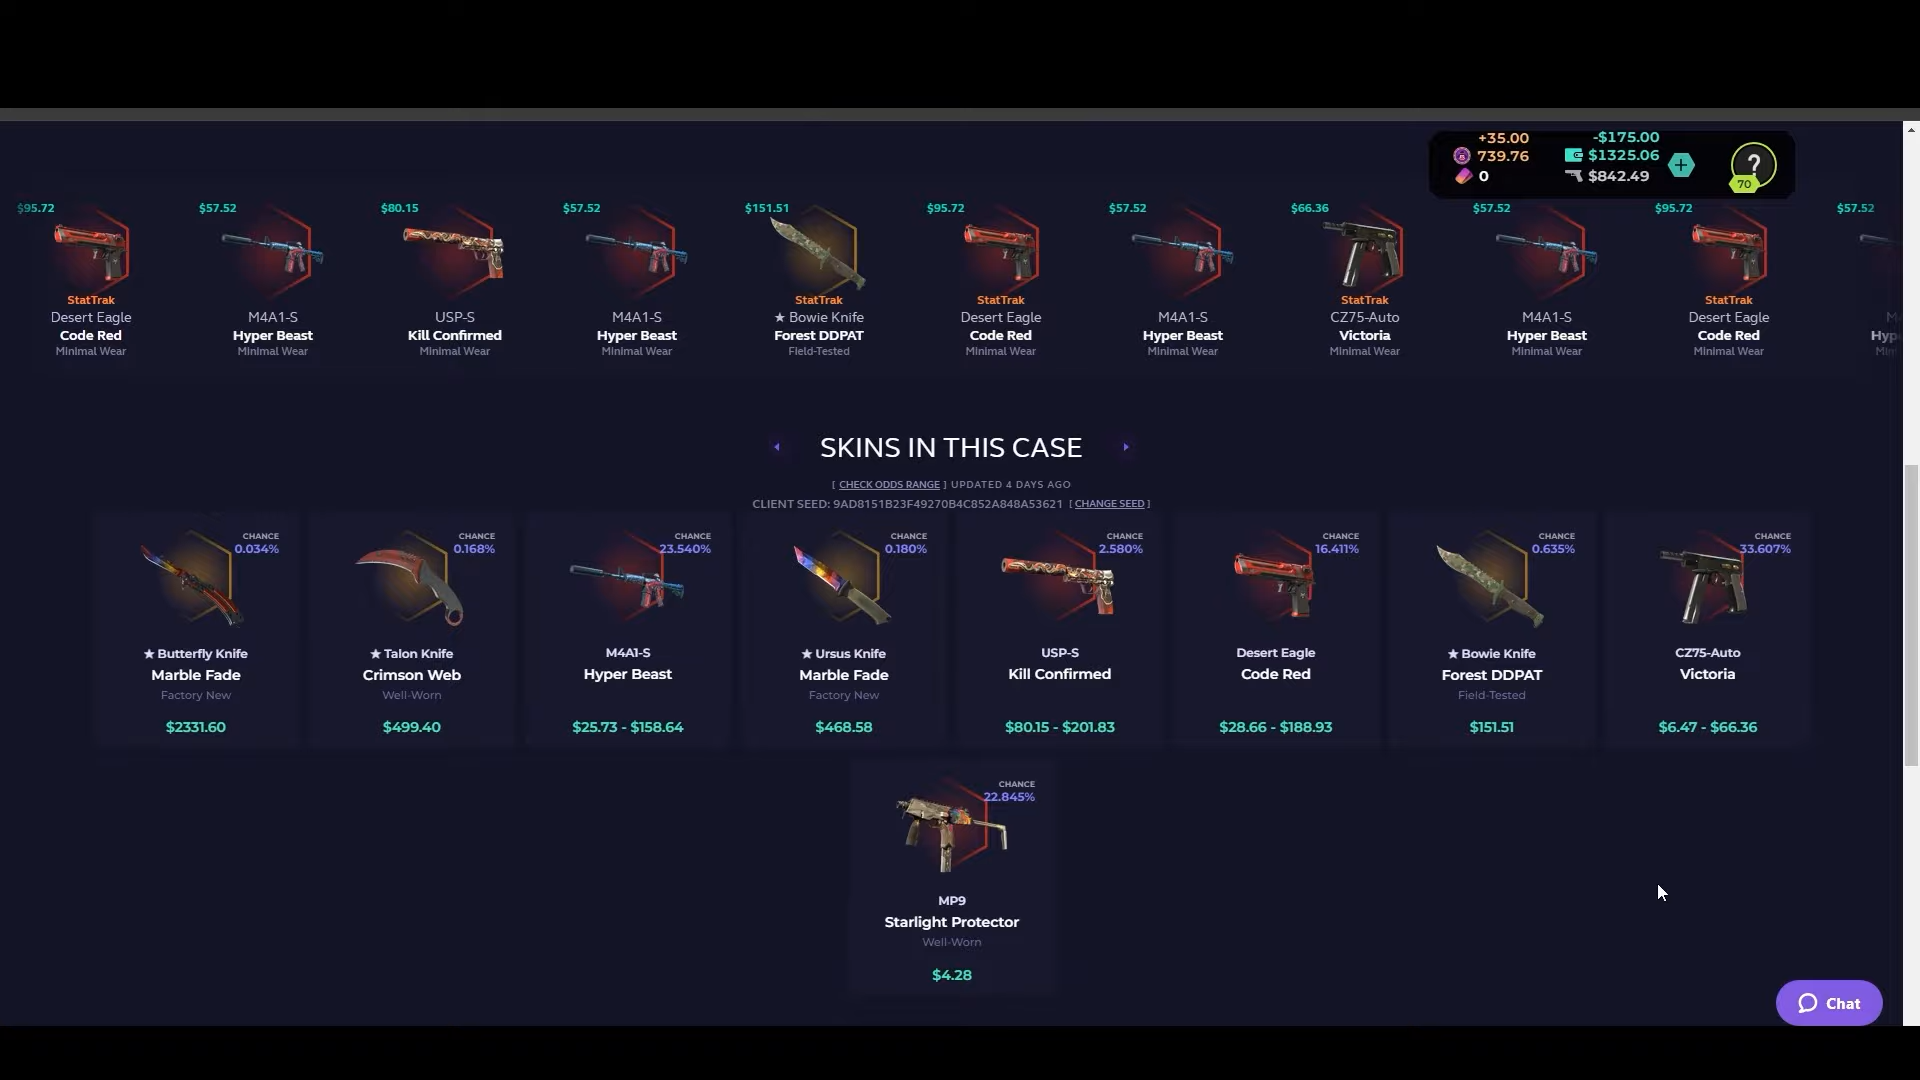 +35.00 -$175.00
739.76 $1325.06
0 $842.49
70
$95.72 $57.52 $80.15 $57.52 $151.51 $95.72 $57.52 $66.36 $57.52 $95.72 $57.52
StatTrak StatTrak StatTrak StatTrak StatTrak
Desert Eagle M4A1-S USP-S M4A1-S ★ Bowie Knife Desert Eagle M4A1-S CZ75-Auto M4A1-S Desert Eagle
Code Red Hyper Beast Kill Confirmed Hyper Beast Forest DDPAT Code Red Hyper Beast Victoria Hyper Beast Code Red
Minimal Wear Minimal Wear Minimal Wear Minimal Wear Field-Tested Minimal Wear Minimal Wear Minimal Wear Minimal Wear Minimal Wear
SKINS IN THIS CASE
[ CHECK ODDS RANGE ] UPDATED 4 DAYS AGO
CLIENT SEED: 9AD8151B23F49270B4C852A848A53621 [ CHANGE SEED ]
CHANCE CHANCE CHANCE CHANCE CHANCE CHANCE CHANCE CHANCE
0.034% 0.168% 23.540% 0.180% 2.580% 16.411% 0.635% 33.607%
★ Butterfly Knife ★ Talon Knife M4A1-S ★ Ursus Knife USP-S Desert Eagle ★ Bowie Knife CZ75-Auto
Marble Fade Crimson Web Hyper Beast Marble Fade Kill Confirmed Code Red Forest DDPAT Victoria
Factory New Well-Worn Factory New Field-Tested
$2331.60 $499.40 $25.73 - $158.64 $468.58 $80.15 - $201.83 $28.66 - $188.93 $151.51 $6.47 - $66.36
CHANCE
22.845%
MP9
Starlight Protector
Well-Worn
$4.28
Chat